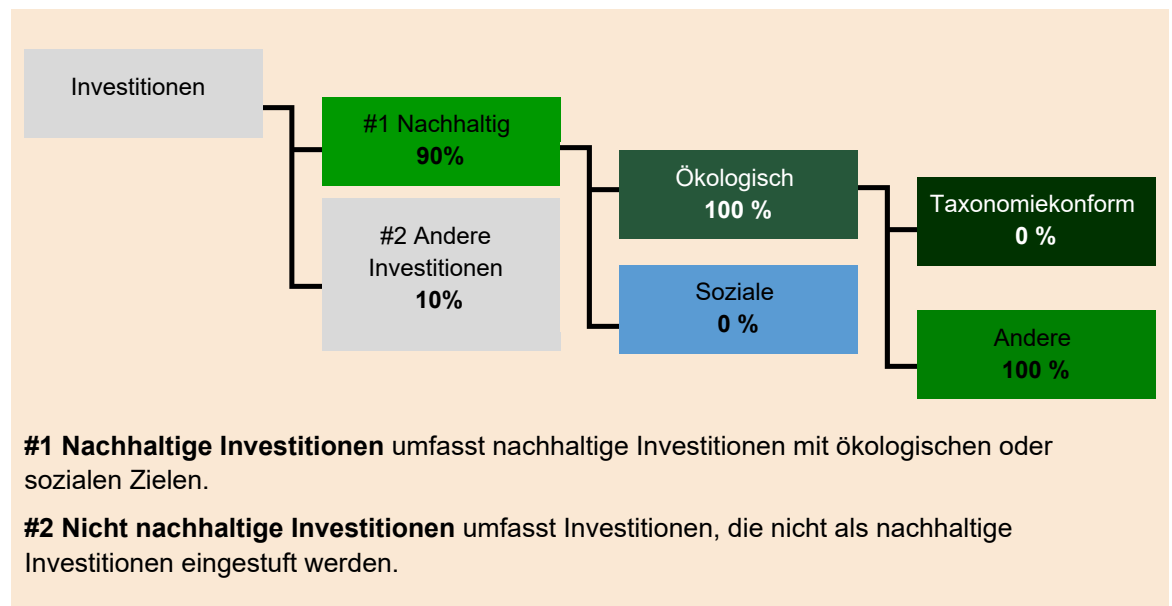 Investitionen
#1 Nachhaltig
90%
#2 Andere
Investitionen
10%
Ökologisch
100 %
Soziale
0 %
Taxonomiekonform
0 %
Andere
100 %
#1 Nachhaltige Investitionen umfasst nachhaltige Investitionen mit ökologischen oder
sozialen Zielen.
#2 Nicht nachhaltige Investitionen umfasst Investitionen, die nicht als nachhaltige
Investitionen eingestuft werden.